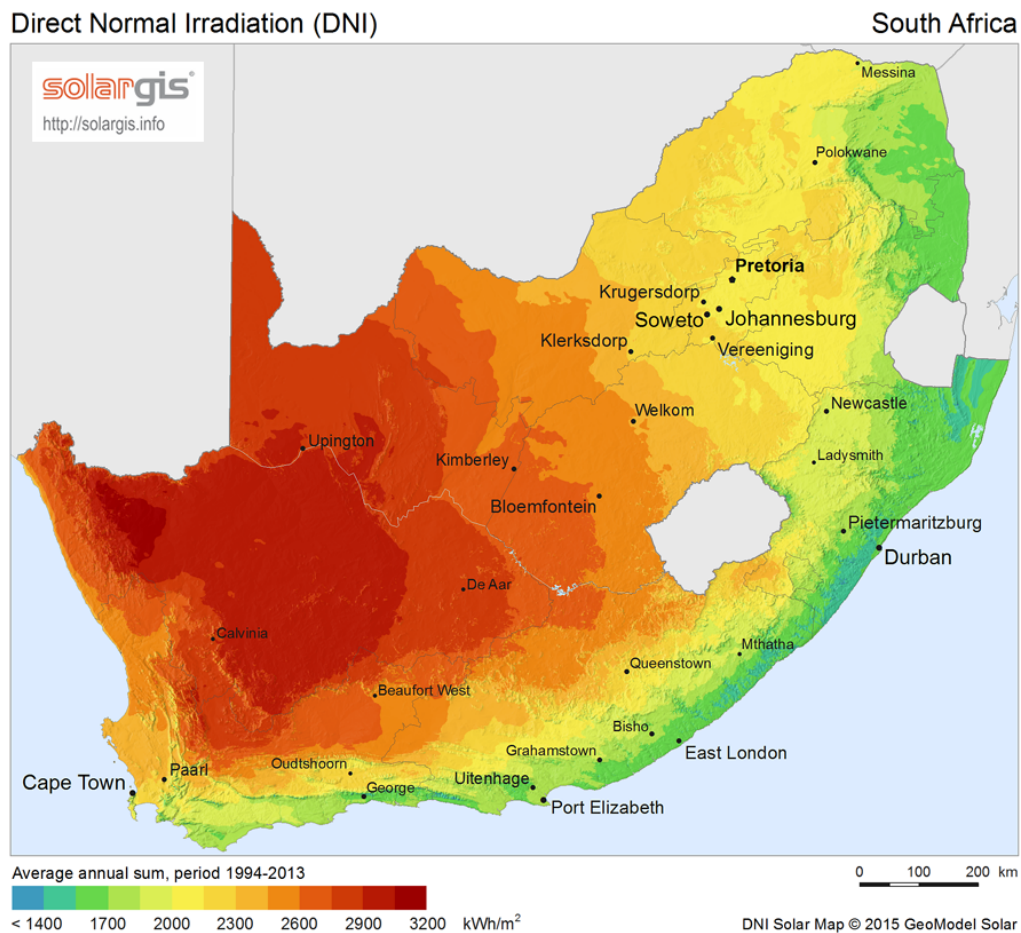 Direct Normal Irradiation (DNI)
South Africa
solargis®
http://solargis.info
Messina
Polokwane
Pretoria
Krugersdorp
Soweto
Johannesburg
Klerksdorp
Vereeniging
Welkom
Newcastle
Upington
Kimberley
Ladysmith
Bloemfontein
Pietermaritzburg
Durban
De Aar
Calvinia
Mthatha
Queenstown
Beaufort West
Bisho
East London
Grahamstown
Oudtshoorn
Paarl
Cape Town
Uitenhage
George
Port Elizabeth
Average annual sum, period 1994-2013
0 100 200 km
< 1400 1700 2000 2300 2600 2900 3200 kWh/m²
DNI Solar Map © 2015 GeoModel Solar